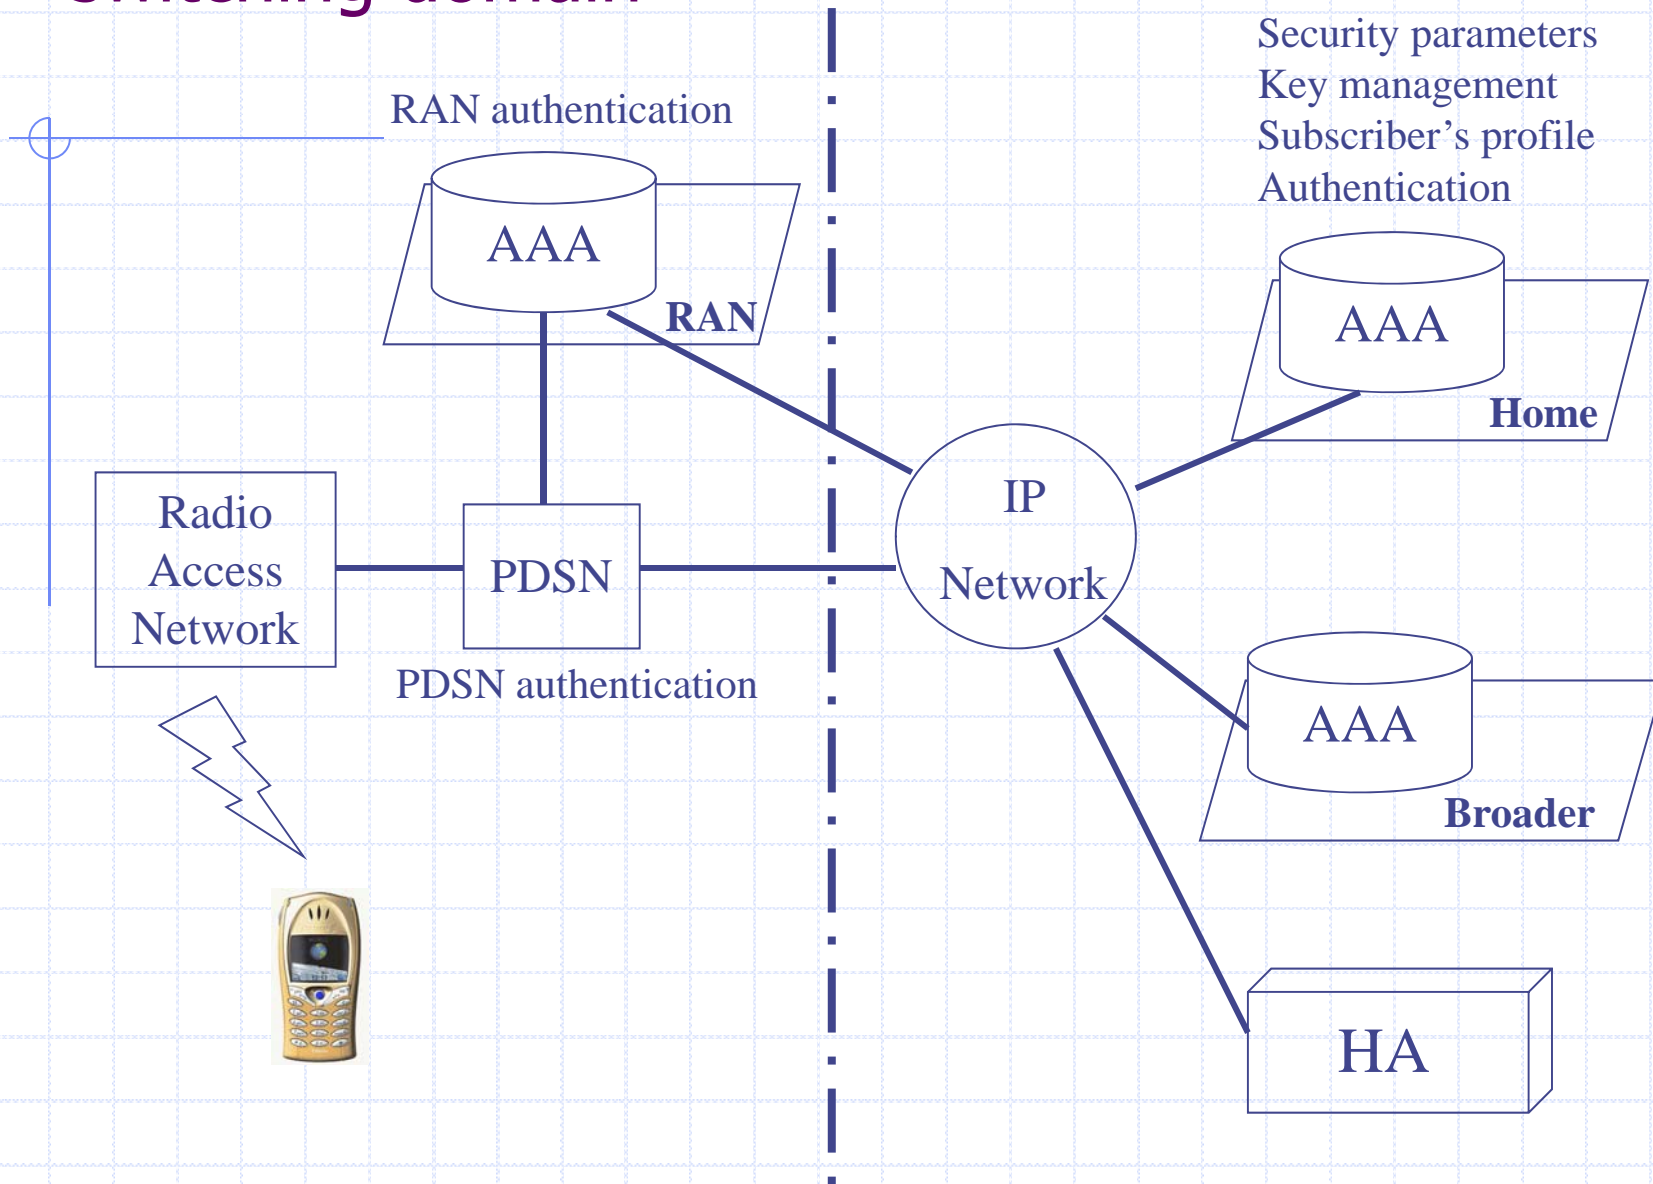 domain
Security parameters
Key management
Subscriber’s profile
Authentication
RAN authentication
AAA
RAN
AAA
Home
Radio
Access
Network
PDSN
PDSN authentication
IP
Network
AAA
Broader
HA